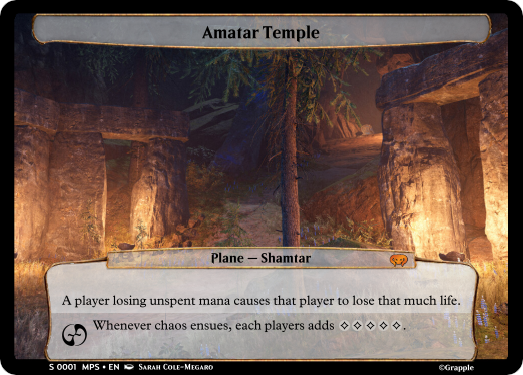 Amatar Temple
Plane — Shamtar
A player losing unspent mana causes that player to lose that much life.
Whenever chaos ensues, each players adds
S 0001 MPS • EN Sarah Cole-Megaro
©Grapple